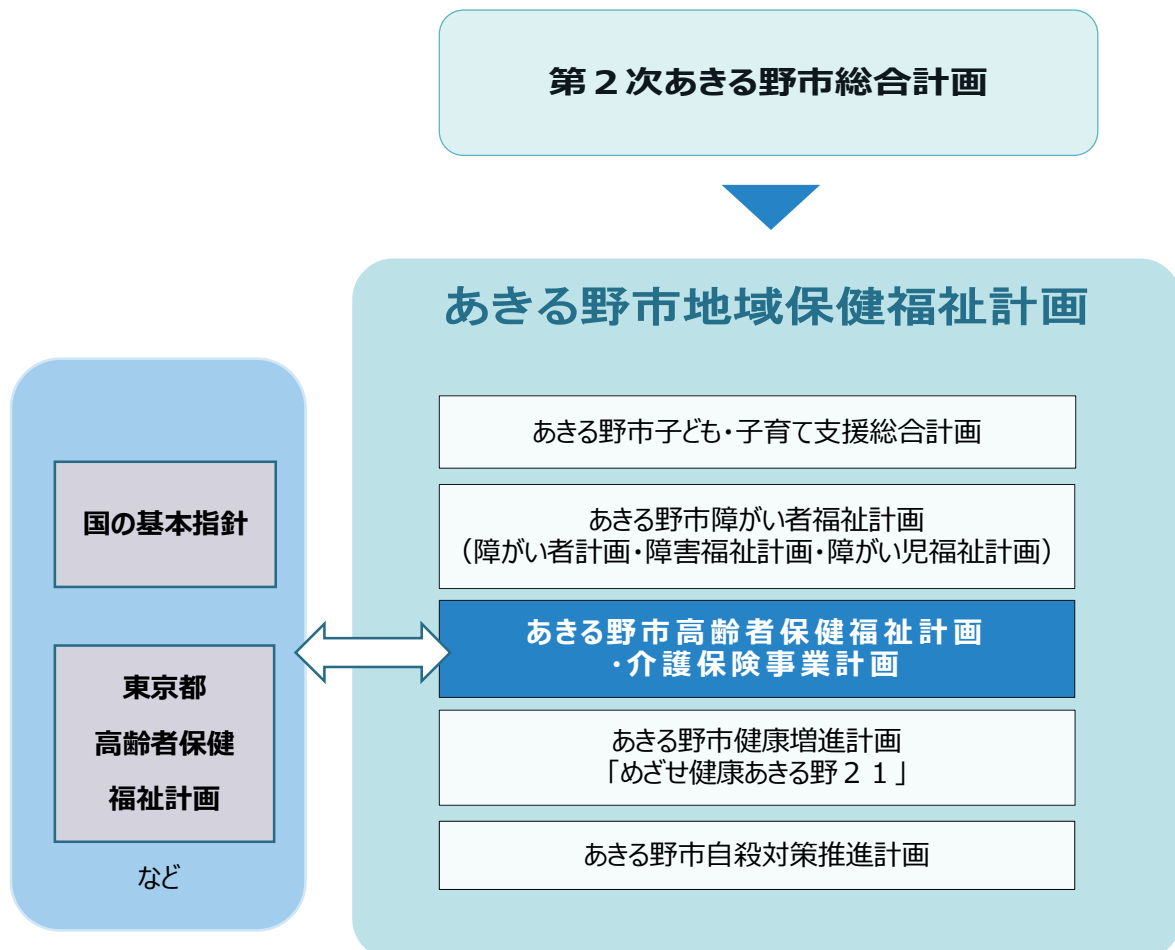 第２次あきる野市総合計画
あきる野市地域保健福祉計画
国の基本指針
東京都
高齢者保健
福祉計画
など
あきる野市子ども・子育て支援総合計画
あきる野市障がい者福祉計画
（障がい者計画・障害福祉計画・障がい児福祉計画）
あきる野市高齢者保健福祉計画
・介護保険事業計画
あきる野市健康増進計画
「めざせ健康あきる野２１」
あきる野市自殺対策推進計画